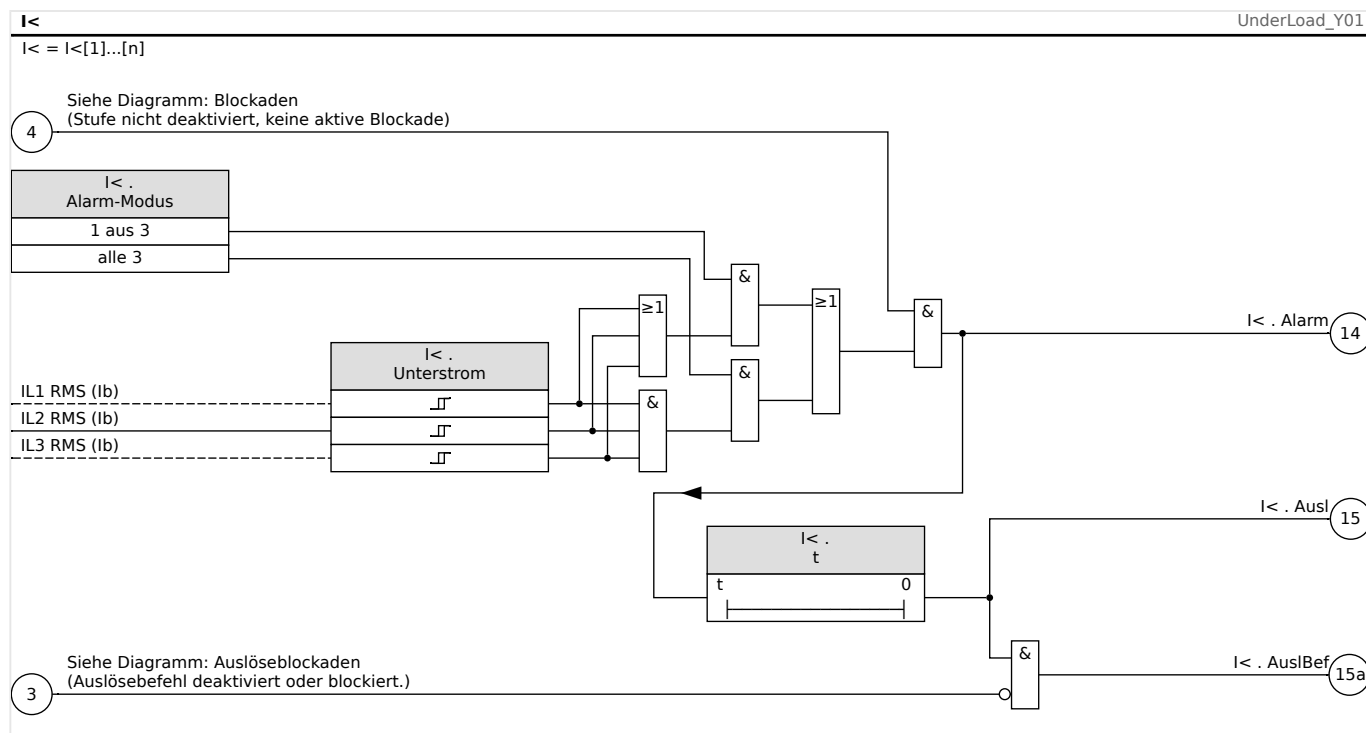 I<
UnderLoad_Y01
I< = I<[1]...[n]
Siehe Diagramm: Blockaden
(Stufe nicht deaktiviert, keine aktive Blockade)
4
I< .
Alarm-Modus
1 aus 3
alle 3
&
≥1
≥1
&
I< . Alarm
14
I< .
Unterstrom
&
&
IL1 RMS (Ib)
IL2 RMS (Ib)
IL3 RMS (Ib)
I< . Ausl
15
I< .
t
t 0
Siehe Diagramm: Auslöseblockaden
(Auslösebefehl deaktiviert oder blockiert.)
3
&
I< . AuslBef
15a